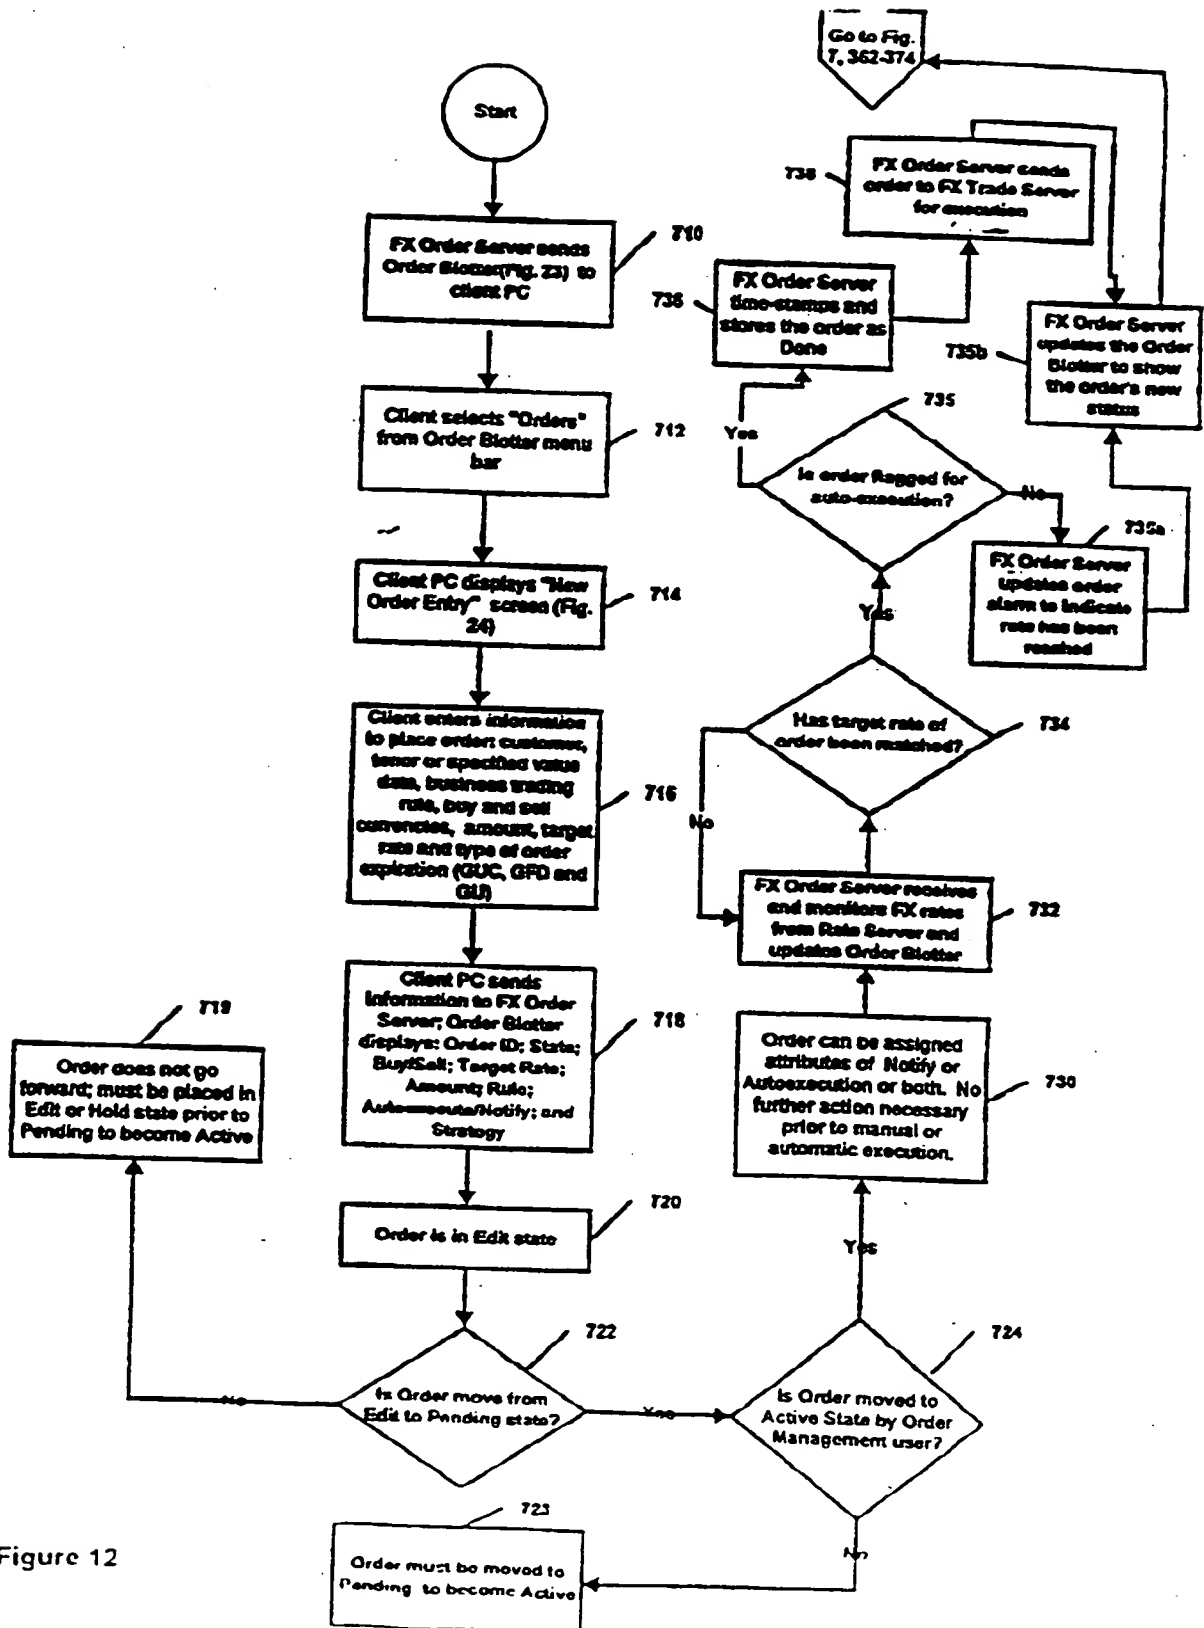 Start
FX Order Server sends
Order Blotter(Fig. 23) to
client PC
710
Client selects "Orders"
from Order Blotter menu
bar
712
Client PC displays "New
Order Entry" screen (Fig.
24)
714
Client enters information
to place order: customer,
tenor or specified value
date, business trading
rule, buy and sell
currencies, amount, target
rate and type of order
expiration (GUC, GFD and
GU)
716
Client PC sends
Information to FX Order
Server; Order Blotter
displays: Order ID; State;
Buy/Sell; Target Rate;
Amount; Rule;
Autoexecute/Notify; and
Strategy
718
719
Order does not go
forward; must be placed in
Edit or Hold state prior to
Pending to become Active
Order is in Edit state
720
722
Is Order move from
Edit to Pending state?
No
Yes
724
Is Order moved to
Active State by Order
Management user?
No
Yes
723
Order must be moved to
Pending to become Active
Order can be assigned
attributes of Notify or
Autoexecution or both. No
further action necessary
prior to manual or
automatic execution.
730
FX Order Server receives
and monitors FX rates
from Rate Server and
updates Order Blotter
732
Has target rate of
order been matched?
734
No
Yes
735
Is order flagged for
auto-execution?
Yes
No
735a
FX Order Server
updates order
alarm to indicate
rate has been
reached
736
FX Order Server
time-stamps and
stores the order as
Done
738
FX Order Server sends
order to FX Trade Server
for execution
735b
FX Order Server
updates the Order
Blotter to show
the order's new
status
Go to Fig.
7, 362-374
Figure 12